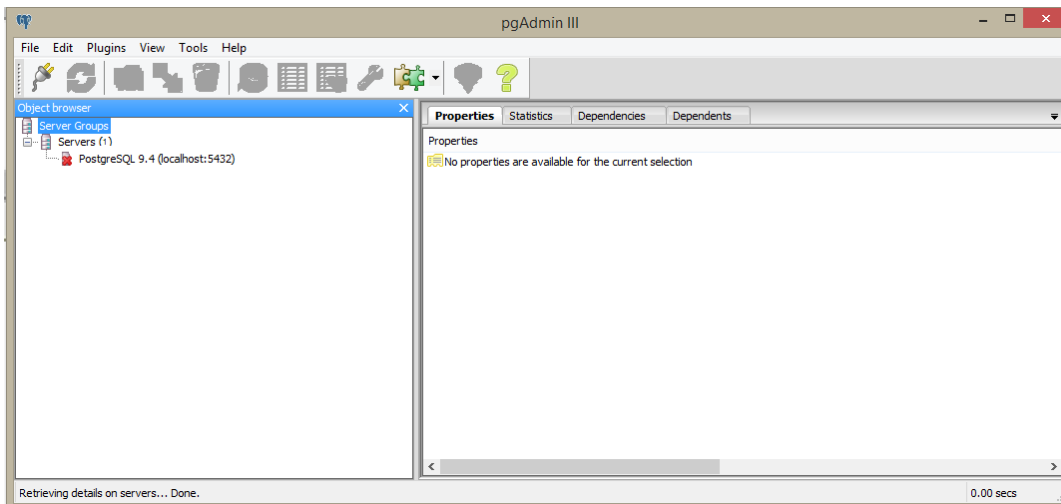 pgAdmin III
File Edit Plugins View Tools Help
Object browser
Server Groups
Servers (1)
PostgreSQL 9.4 (localhost:5432)
Properties Statistics Dependencies Dependents
Properties
No properties are available for the current selection
Retrieving details on servers... Done.
0.00 secs